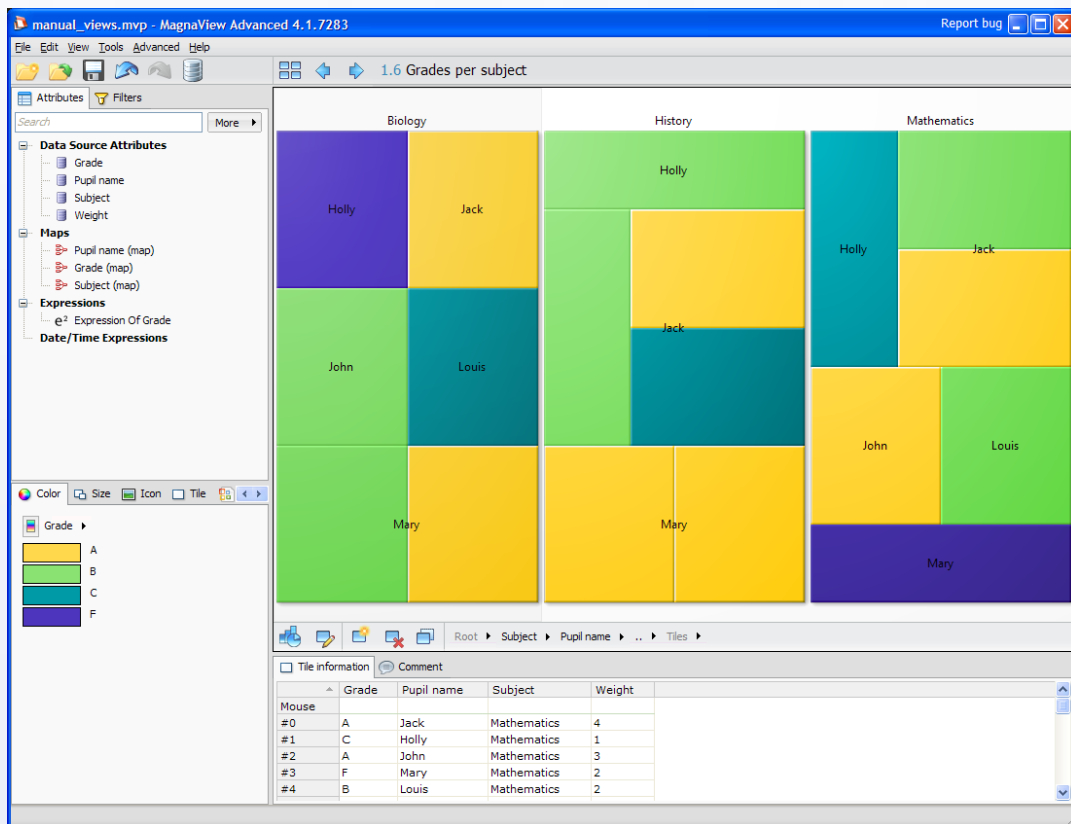 manual_views.mvp - MagnaView Advanced 4.1.7283 Report bug
File Edit View Tools Advanced Help
1.6 Grades per subject
Attributes Filters
Search More
Data Source Attributes
Grade
Pupil name
Subject
Weight
Maps
Pupil name (map)
Grade (map)
Subject (map)
Expressions
e² Expression Of Grade
Date/Time Expressions
Color Size Icon Tile
Grade
A
B
C
F
Biology History Mathematics
Holly Jack
John Louis
Mary
Holly
Jack
Mary
Holly Jack
John Louis
Mary
Root Subject Pupil name .. Tiles
Tile information Comment
Grade Pupil name Subject Weight
Mouse
#0 A Jack Mathematics 4
#1 C Holly Mathematics 1
#2 A John Mathematics 3
#3 F Mary Mathematics 2
#4 B Louis Mathematics 2